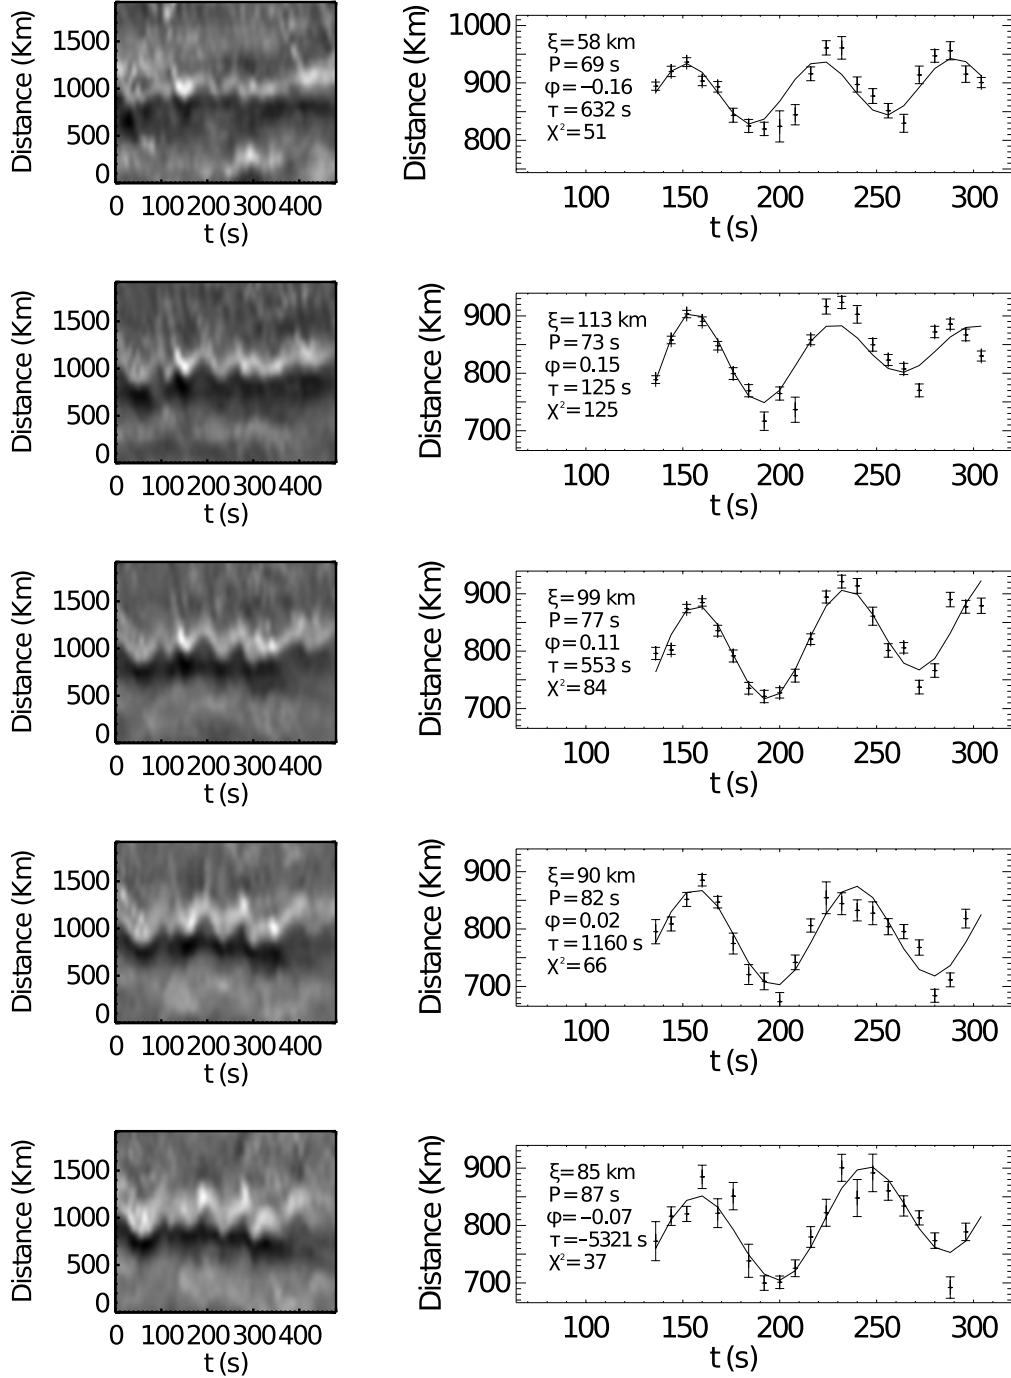 Distance (Km)
1500
1000
500
0
0 100 200 300 400
t (s)
Distance (Km)
1000
900
800
ξ=58 km
P=69 s
φ=−0.16
τ=632 s
χ²=51
100 150 200 250 300
t (s)
Distance (Km)
1500
1000
500
0
0 100 200 300 400
t (s)
Distance (Km)
900
800
700
ξ=113 km
P=73 s
φ=0.15
τ=125 s
χ²=125
100 150 200 250 300
t (s)
Distance (Km)
1500
1000
500
0
0 100 200 300 400
t (s)
Distance (Km)
900
800
700
ξ=99 km
P=77 s
φ=0.11
τ=553 s
χ²=84
100 150 200 250 300
t (s)
Distance (Km)
1500
1000
500
0
0 100 200 300 400
t (s)
Distance (Km)
900
800
700
ξ=90 km
P=82 s
φ=0.02
τ=1160 s
χ²=66
100 150 200 250 300
t (s)
Distance (Km)
1500
1000
500
0
0 100 200 300 400
t (s)
Distance (Km)
900
800
700
ξ=85 km
P=87 s
φ=−0.07
τ=−5321 s
χ²=37
100 150 200 250 300
t (s)